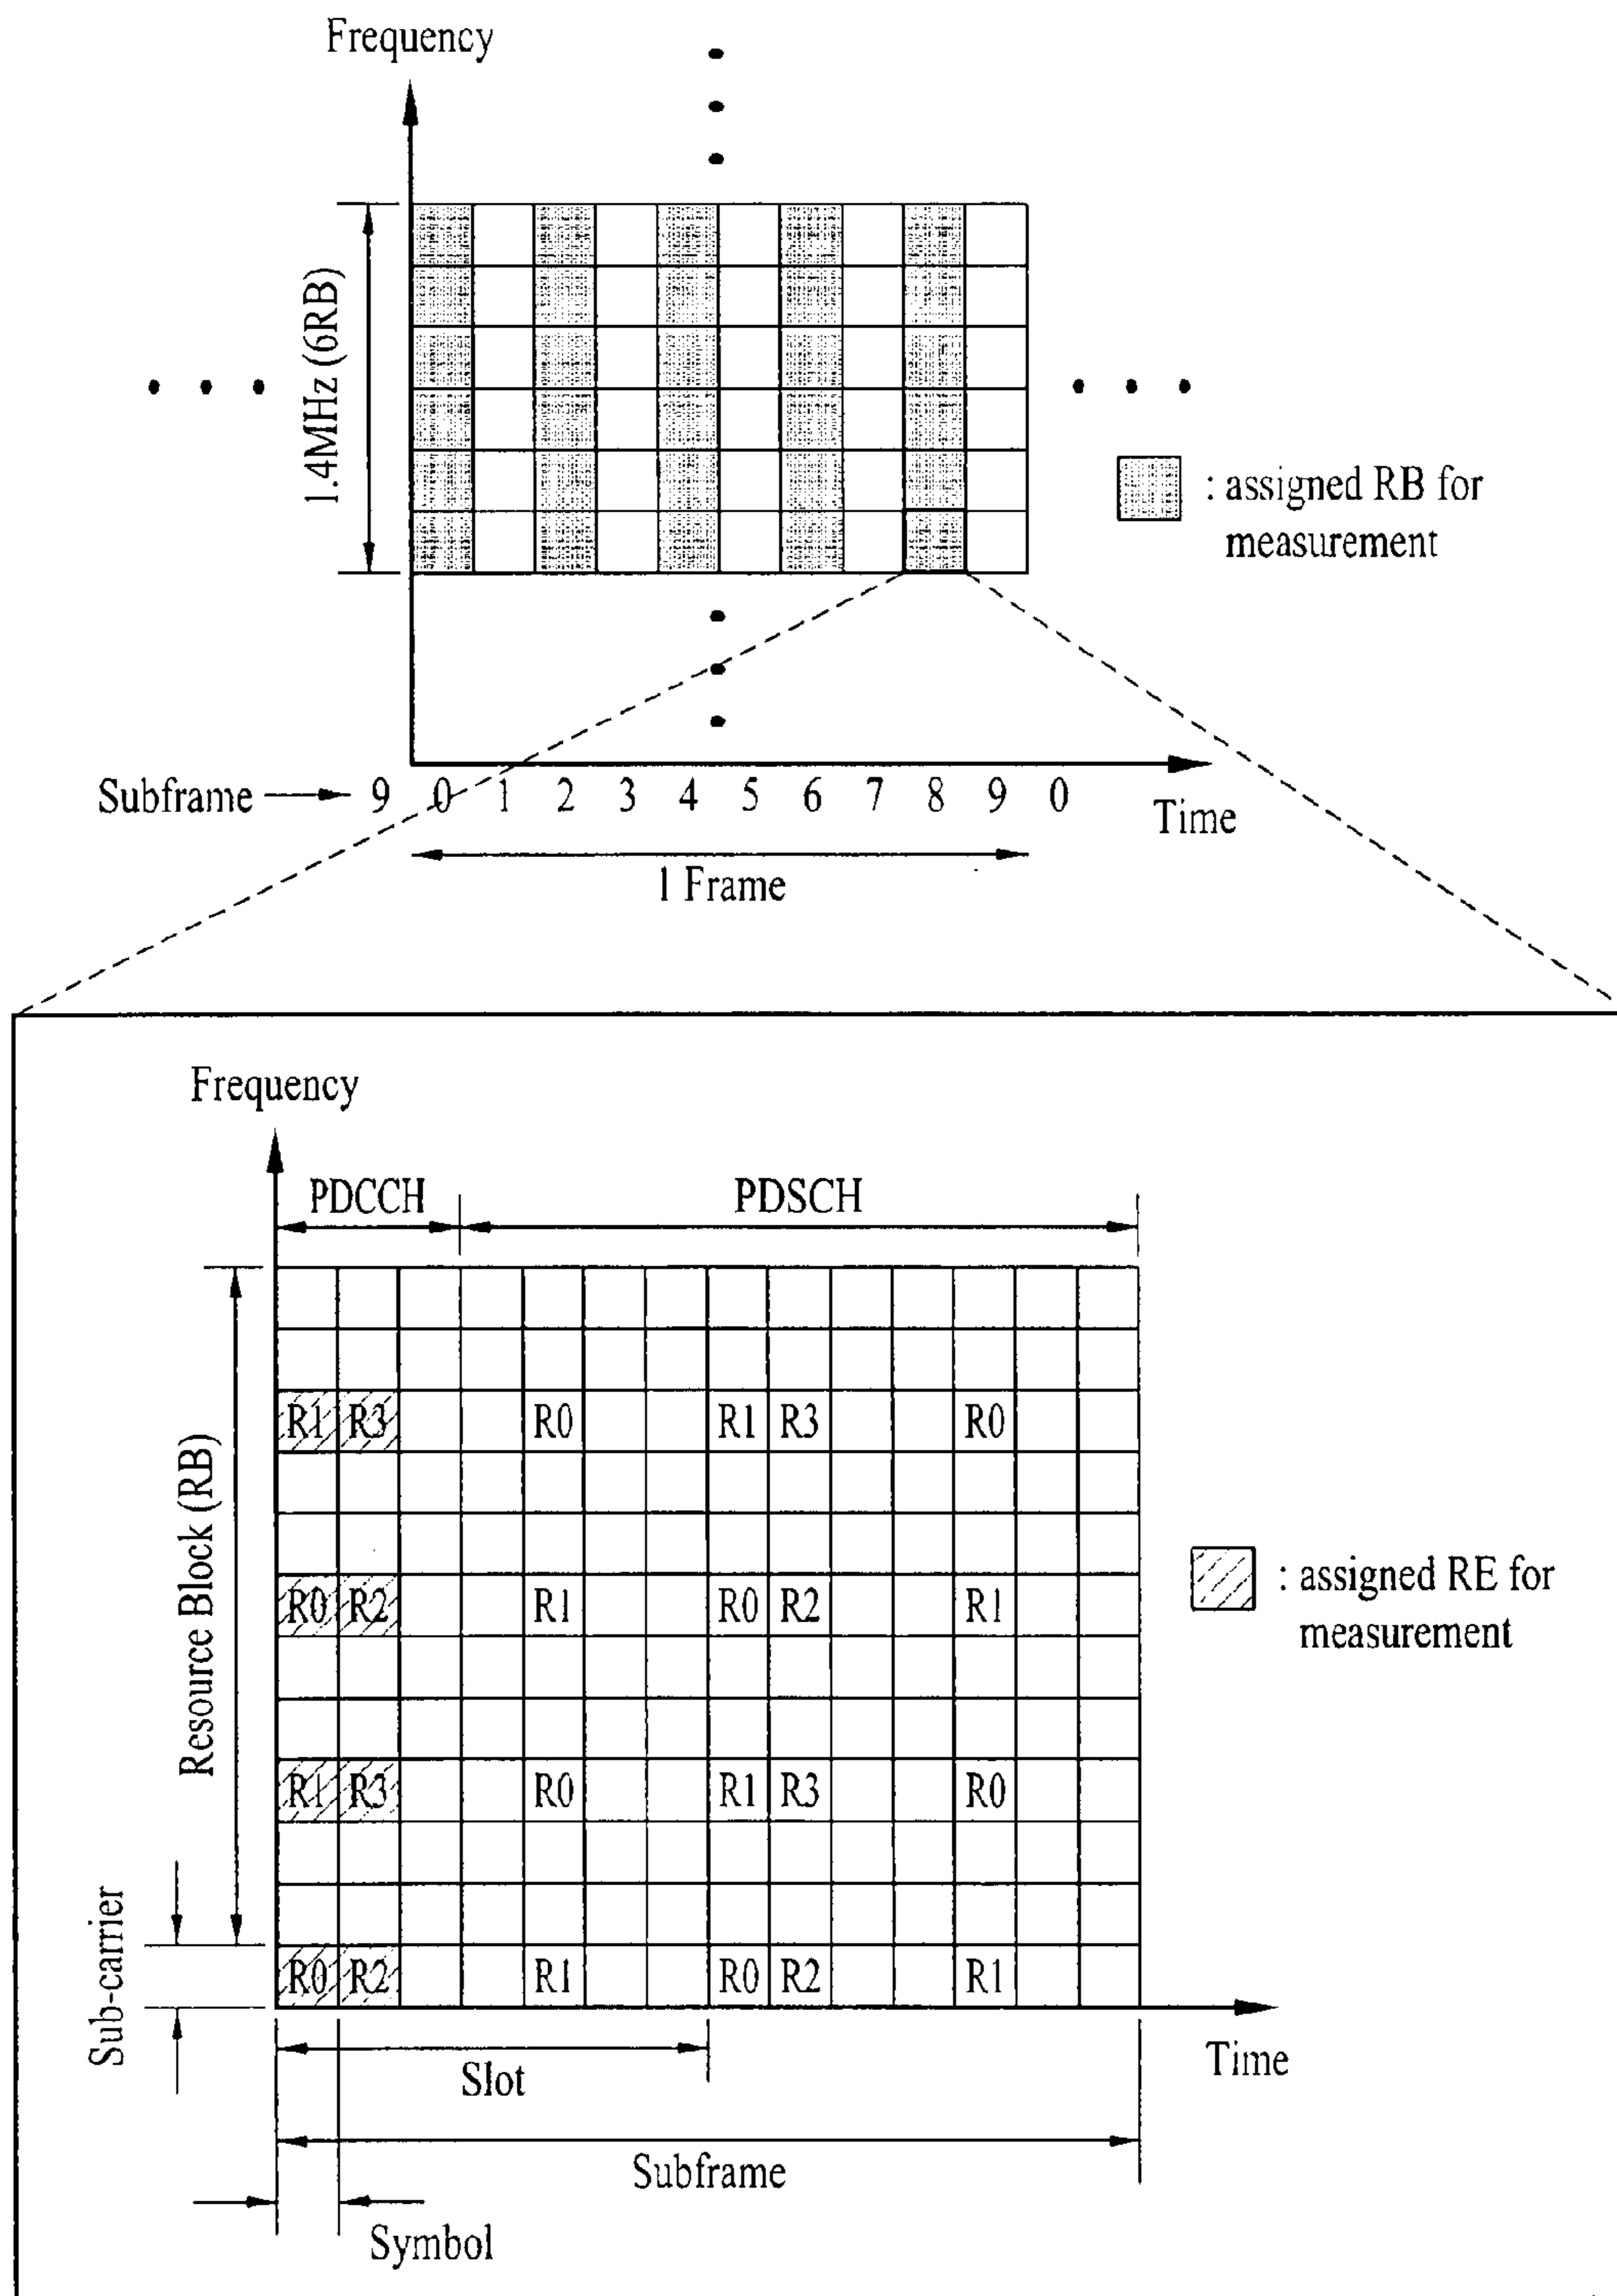 Frequency
1.4MHz (6RB)
: assigned RB for
measurement
Subframe
9 0 1 2 3 4 5 6 7 8 9 0
Time
1 Frame
Frequency
PDCCH
PDSCH
R1 R3 R0 R1 R3 R0
Resource Block (RB)
R0 R2 R1 R0 R2 R1
: assigned RE for
measurement
R1 R3 R0 R1 R3 R0
Sub-carrier
R0 R2 R1 R0 R2 R1
Time
Slot
Subframe
Symbol